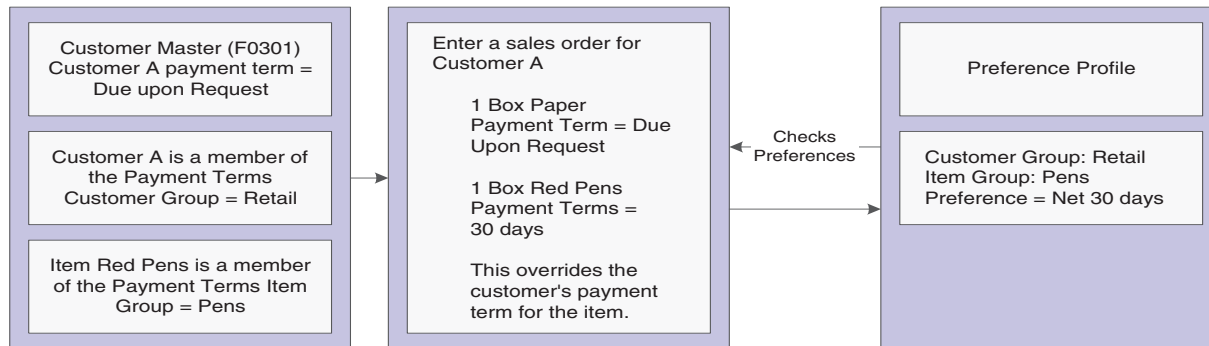 Customer Master (F0301)
Customer A payment term =
Due upon Request
Customer A is a member of
the Payment Terms
Customer Group = Retail
Item Red Pens is a member
of the Payment Terms Item
Group = Pens
Enter a sales order for
Customer A
1 Box Paper
Payment Term = Due
Upon Request
1 Box Red Pens
Payment Terms =
30 days
This overrides the
customer's payment
term for the item.
Checks
Preferences
Preference Profile
Customer Group: Retail
Item Group: Pens
Preference = Net 30 days